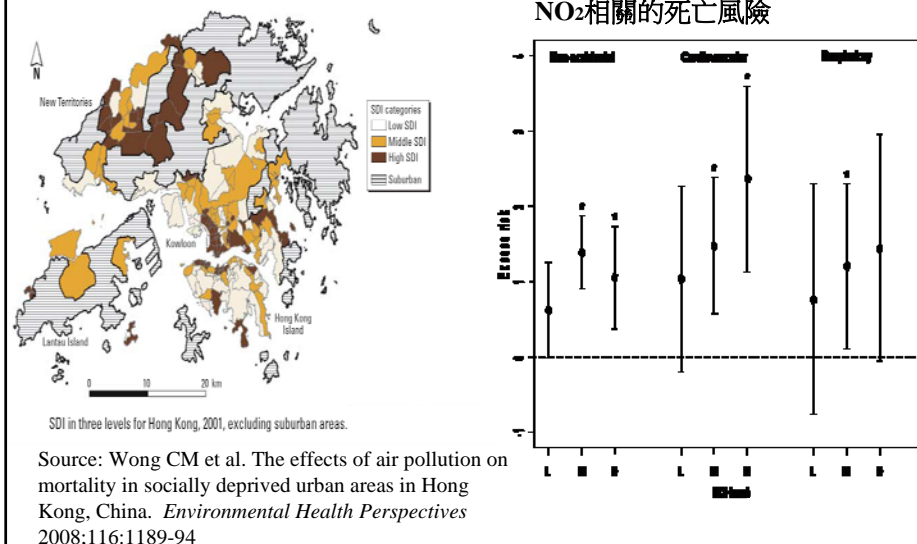 NO₂相關的死亡風險
N
New Territories
Kowloon
Hong Kong
Island
Lantau Island
SDI categories
Low SDI
Middle SDI
High SDI
Suburban
0 10 20 km
SDI in three levels for Hong Kong, 2001, excluding suburban areas.
Source: Wong CM et al. The effects of air pollution on
mortality in socially deprived urban areas in Hong
Kong, China. Environmental Health Perspectives
2008;116:1189-94
Cardiovascular
Respiratory
Excess risk
L M L M L M